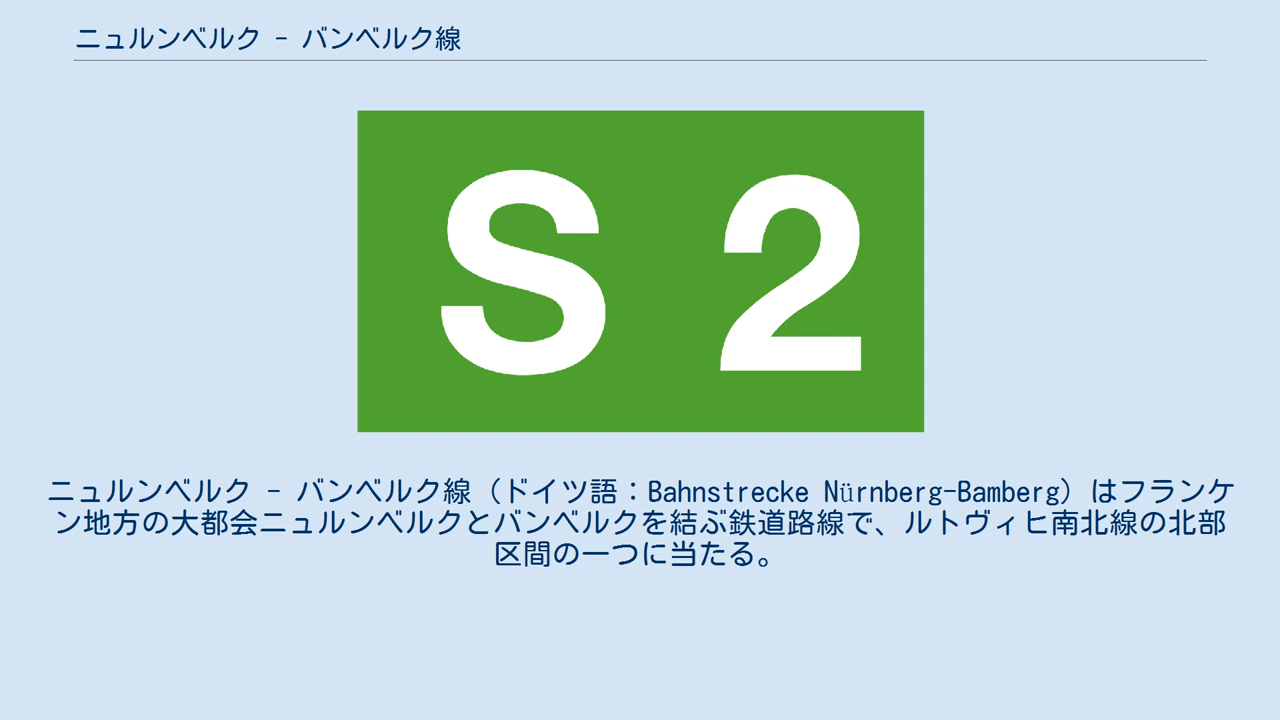 ニュルンベルク - バンベルク線
S 2
ニュルンベルク - バンベルク線（ドイツ語：Bahnstrecke Nürnberg-Bamberg）はフランケ
ン地方の大都会ニュルンベルクとバンベルクを結ぶ鉄道路線で、ルトヴィヒ南北線の北部
区間の一つに当たる。